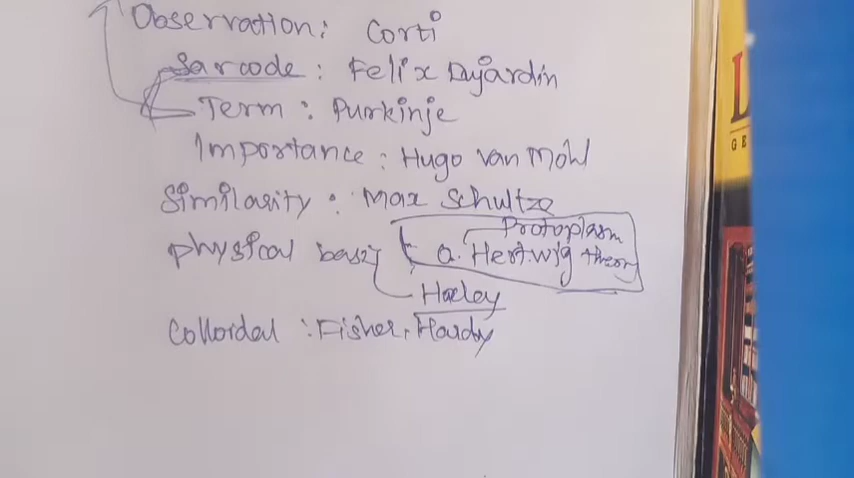 Observation: Corti
Sarcode: Felix Dujardin
Term: Purkinje
Importance: Hugo van Mohl
Similarity: Max Schultze
Protoplasm
Physical basis O. Hertwig theory
Huxley
Colloidal: Fisher, Hardy
L
GE